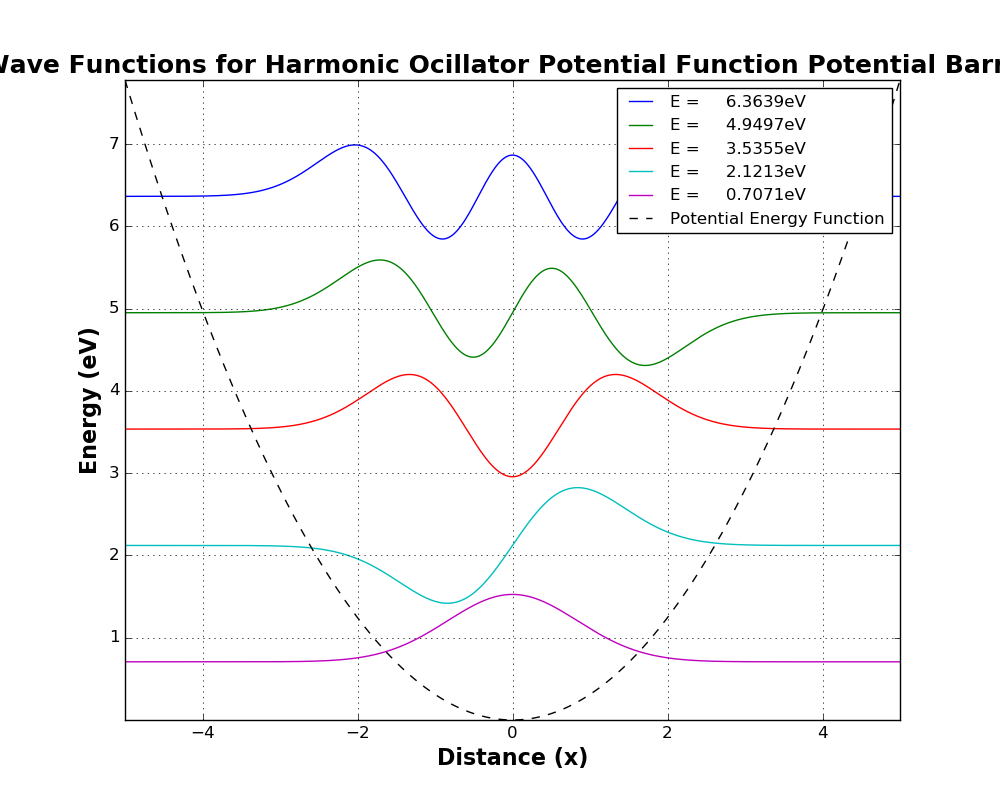 Wave Functions for Harmonic Ocillator Potential Function Potential
E = 6.3639eV
E = 4.9497eV
E = 3.5355eV
E = 2.1213eV
E = 0.7071eV
Potential Energy Function
7
6
5
4
3
2
1
Energy (eV)
−4 −2 0 2 4
Distance (x)